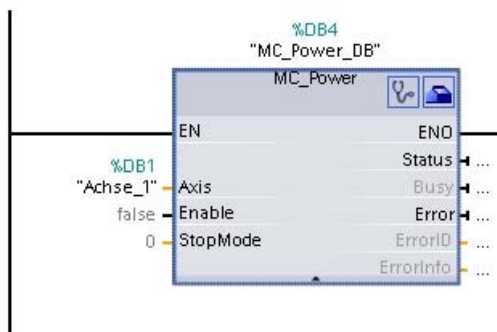 %DB4
"MC_Power_DB"
MC_Power
EN ENO
Status ...
%DB1
"Achse_1" Axis Busy ...
false Enable Error ...
0 StopMode ErrorID ...
ErrorInfo ...